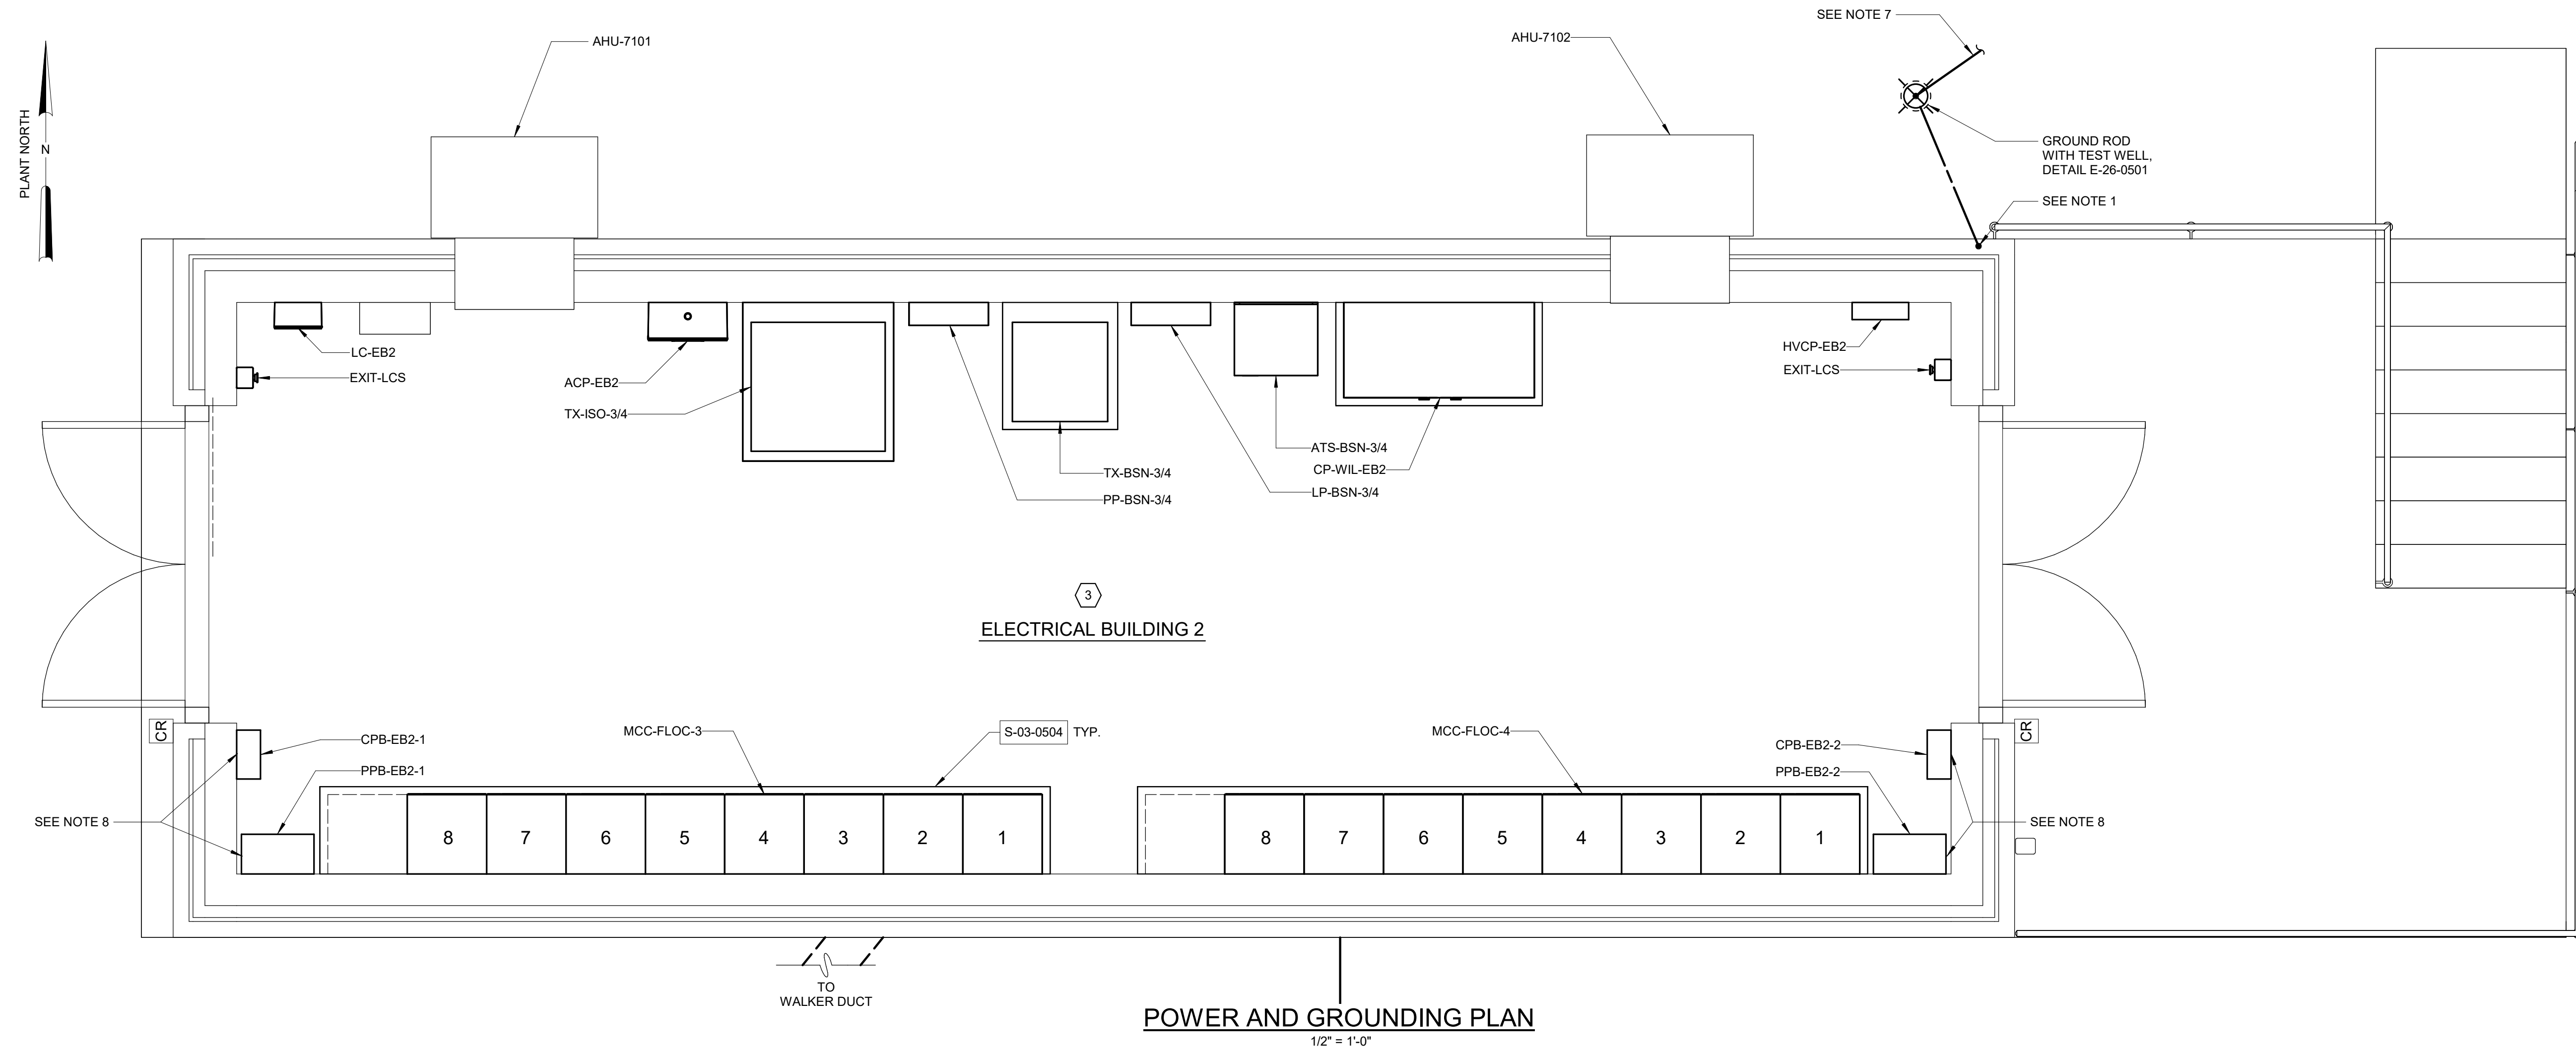 SEE NOTE 7
AHU-7101
AHU-7102
PLANT NORTH
N
GROUND ROD
WITH TEST WELL,
DETAIL E-26-0501
SEE NOTE 1
LC-EB2
EXIT-LCS
ACP-EB2
TX-ISO-3/4
HVCP-EB2
EXIT-LCS
ATS-BSN-3/4
CP-WIL-EB2
LP-BSN-3/4
TX-BSN-3/4
PP-BSN-3/4
3
ELECTRICAL BUILDING 2
CR
CPB-EB2-1
PPB-EB2-1
MCC-FLOC-3
S-03-0504 TYP.
MCC-FLOC-4
CPB-EB2-2
PPB-EB2-2
CR
SEE NOTE 8
8 7 6 5 4 3 2 1
8 7 6 5 4 3 2 1
SEE NOTE 8
TO
WALKER DUCT
POWER AND GROUNDING PLAN
1/2" = 1'-0"